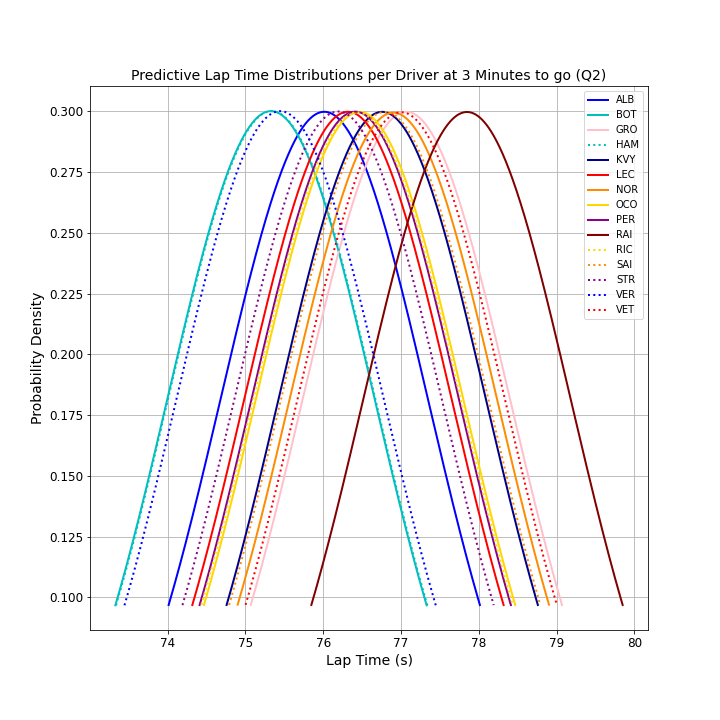 Predictive Lap Time Distributions per Driver at 3 Minutes to go (Q2)
0.300
0.275
0.250
0.225
0.200
0.175
0.150
0.125
0.100
Probability Density
74 75 76 77 78 79 80
Lap Time (s)
ALB
BOT
GRO
HAM
KVY
LEC
NOR
OCO
PER
RAI
RIC
SAI
STR
VER
VET